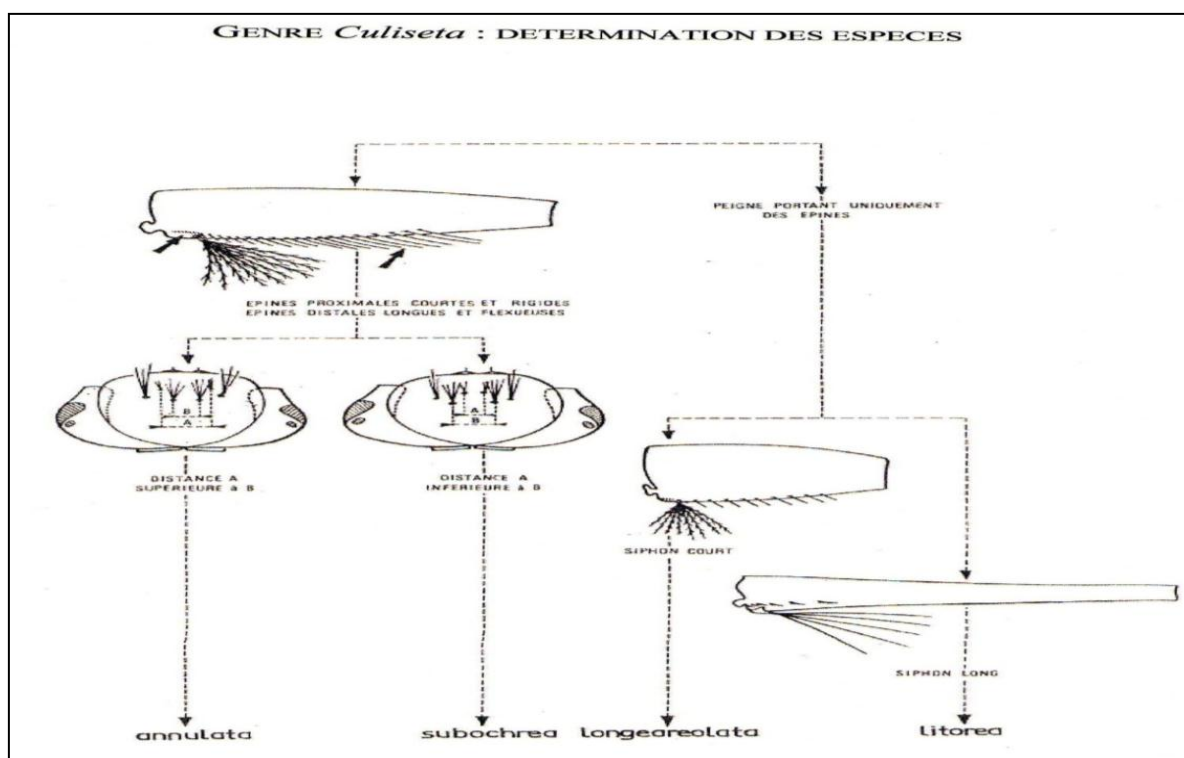 GENRE Culiseta : DETERMINATION DES ESPECES
PEIGNE PORTANT UNIQUEMENT
DES EPINES
EPINES PROXIMALES COURTES ET RIGIDES
EPINES DISTALES LONGUES ET FLEXUEUSES
B
A
A
B
DISTANCE A
SUPÉRIEURE à B
DISTANCE A
INFERIEURE à B
SIPHON COURT
SIPHON LONG
annulata
subochrea
longeareolata
litorea